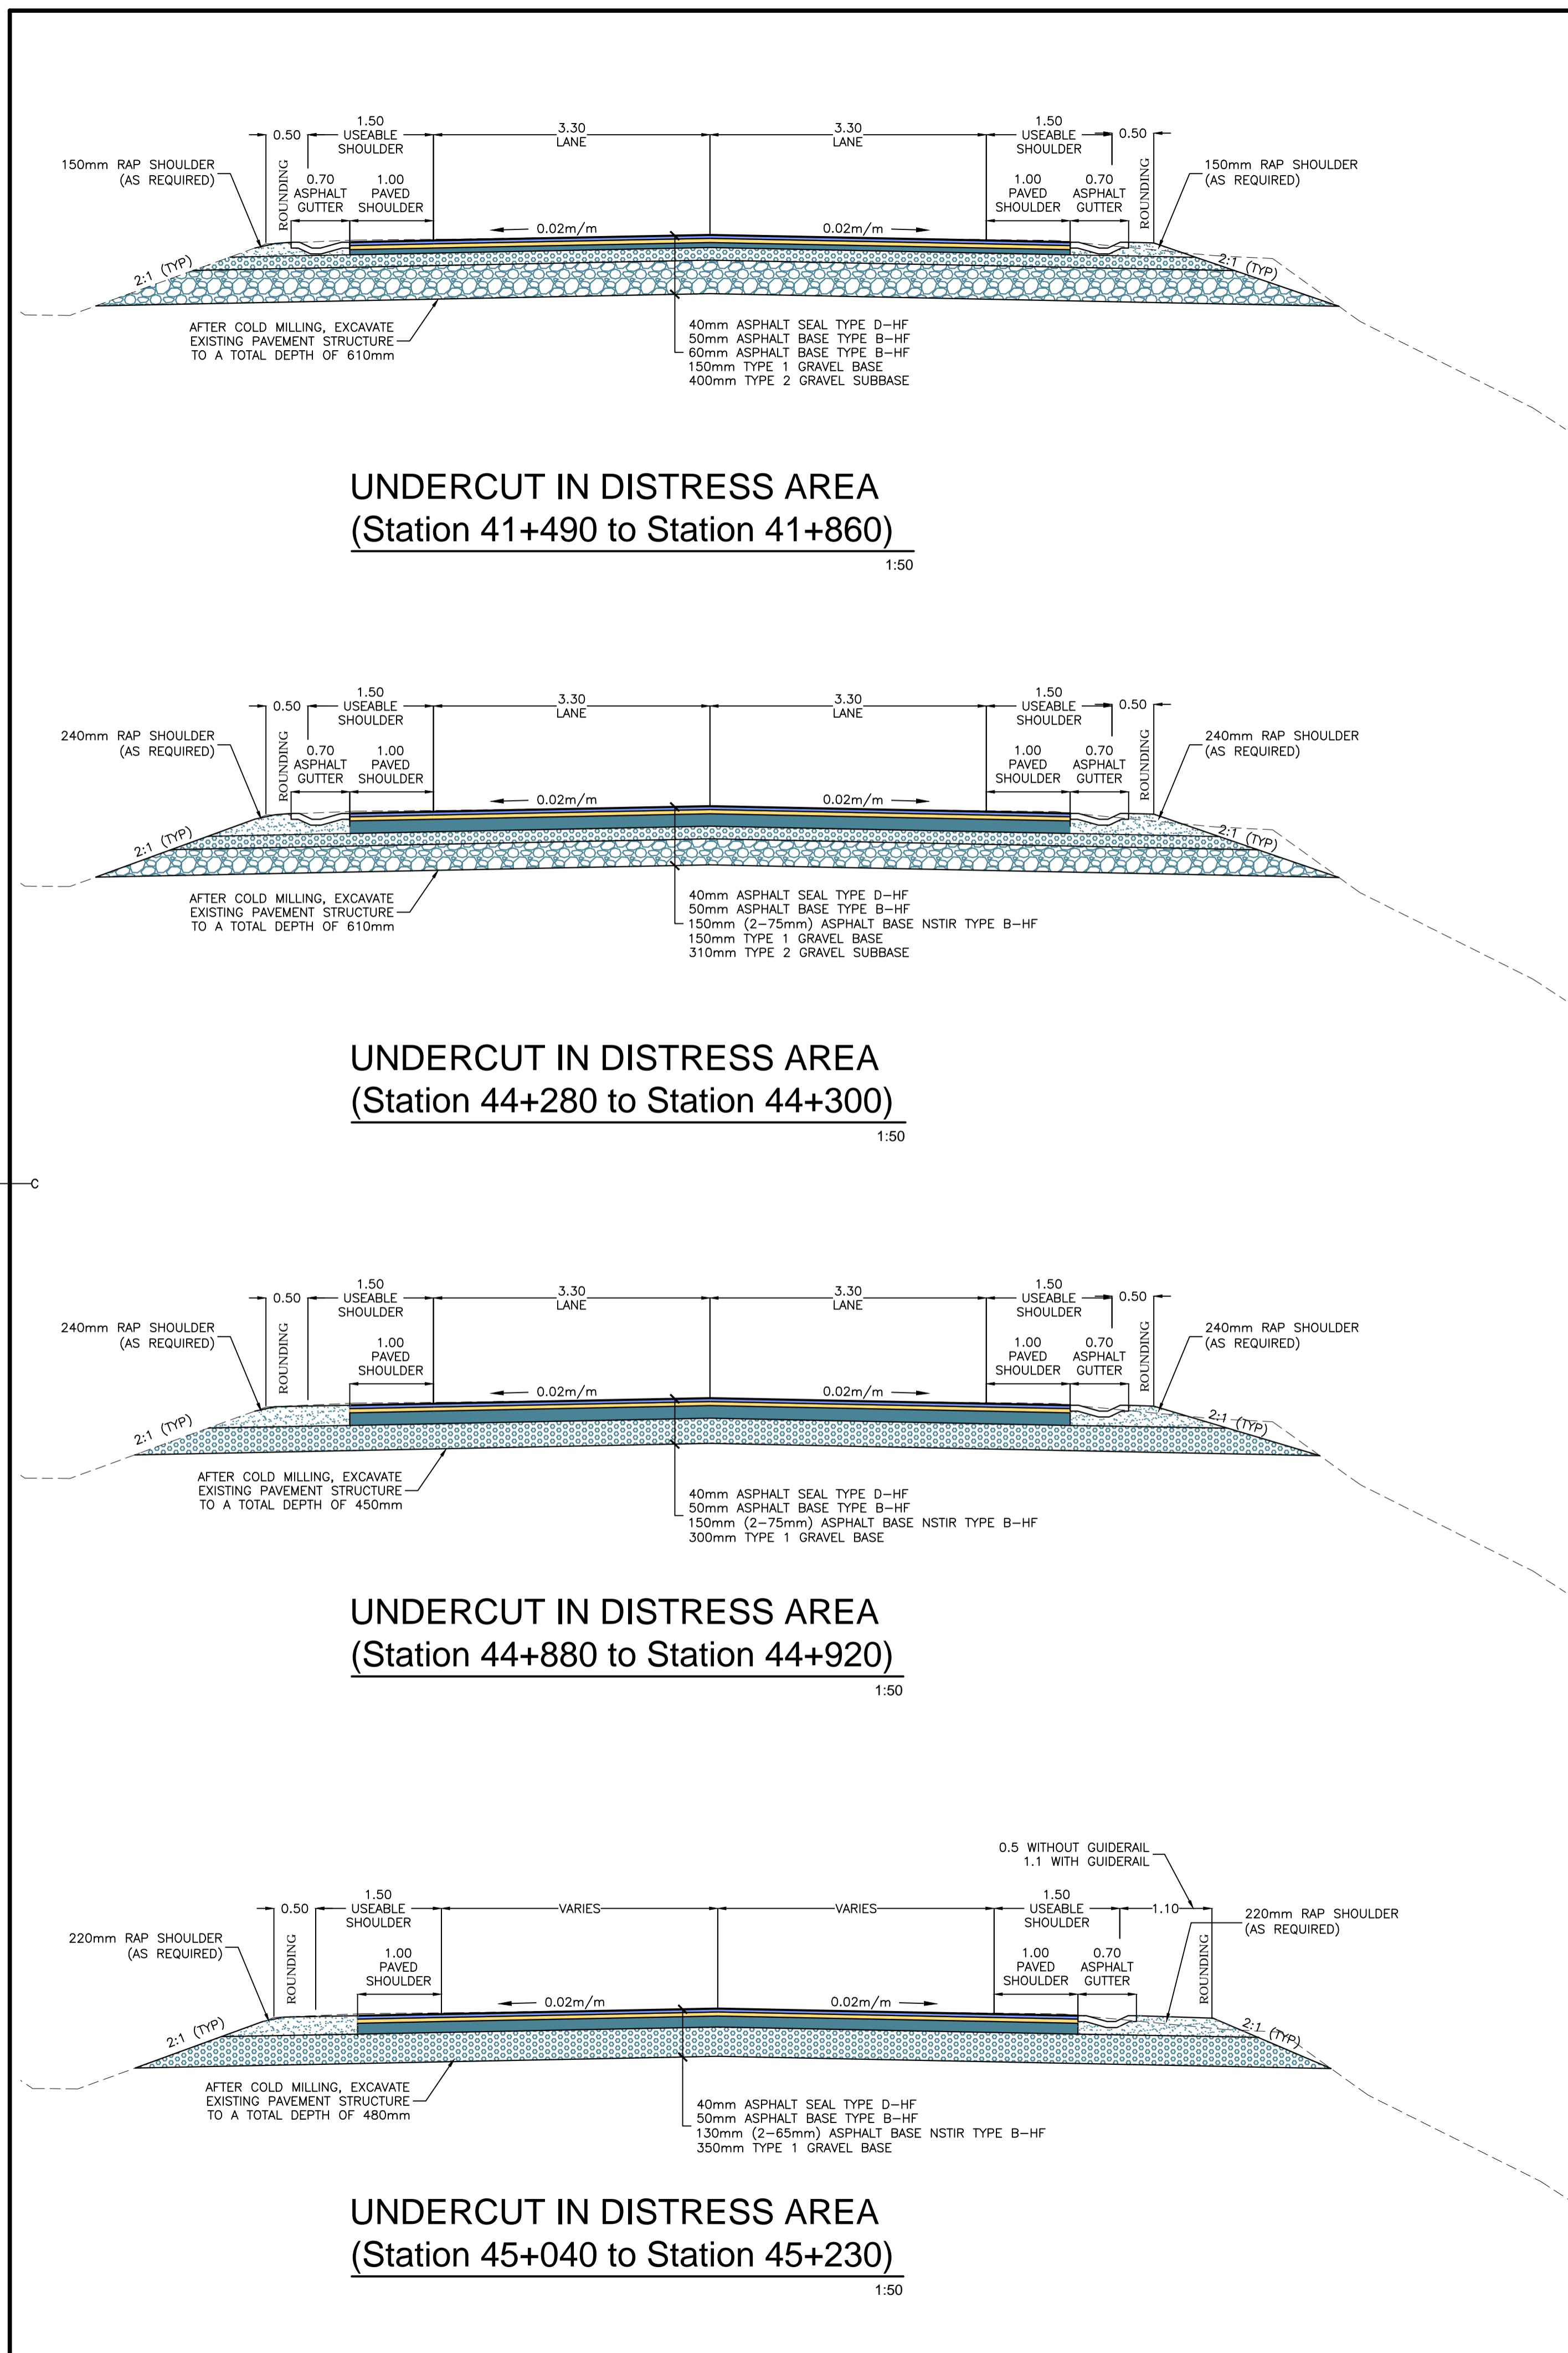 1.50
USEABLE
SHOULDER
0.50
3.30
LANE
3.30
LANE
1.50
USEABLE
SHOULDER
0.50
150mm RAP SHOULDER
(AS REQUIRED)
ROUNDING
0.70
ASPHALT
GUTTER
1.00
PAVED
SHOULDER
1.00
PAVED
SHOULDER
0.70
ASPHALT
GUTTER
ROUNDING
150mm RAP SHOULDER
(AS REQUIRED)
0.02m/m
0.02m/m
2:1 (TYP)
2:1 (TYP)
AFTER COLD MILLING, EXCAVATE
EXISTING PAVEMENT STRUCTURE
TO A TOTAL DEPTH OF 610mm
40mm ASPHALT SEAL TYPE D-HF
50mm ASPHALT BASE TYPE B-HF
60mm ASPHALT BASE TYPE B-HF
150mm TYPE 1 GRAVEL BASE
400mm TYPE 2 GRAVEL SUBBASE
UNDERCUT IN DISTRESS AREA
(Station 41+490 to Station 41+860)
1:50
1.50
USEABLE
SHOULDER
0.50
3.30
LANE
3.30
LANE
1.50
USEABLE
SHOULDER
0.50
240mm RAP SHOULDER
(AS REQUIRED)
ROUNDING
0.70
ASPHALT
GUTTER
1.00
PAVED
SHOULDER
1.00
PAVED
SHOULDER
0.70
ASPHALT
GUTTER
ROUNDING
240mm RAP SHOULDER
(AS REQUIRED)
0.02m/m
0.02m/m
2:1 (TYP)
2:1 (TYP)
AFTER COLD MILLING, EXCAVATE
EXISTING PAVEMENT STRUCTURE
TO A TOTAL DEPTH OF 610mm
40mm ASPHALT SEAL TYPE D-HF
50mm ASPHALT BASE TYPE B-HF
150mm (2-75mm) ASPHALT BASE NSTIR TYPE B-HF
150mm TYPE 1 GRAVEL BASE
310mm TYPE 2 GRAVEL SUBBASE
UNDERCUT IN DISTRESS AREA
(Station 44+280 to Station 44+300)
1:50
C
1.50
USEABLE
SHOULDER
0.50
3.30
LANE
3.30
LANE
1.50
USEABLE
SHOULDER
0.50
240mm RAP SHOULDER
(AS REQUIRED)
ROUNDING
1.00
PAVED
SHOULDER
1.00
PAVED
SHOULDER
0.70
ASPHALT
GUTTER
ROUNDING
240mm RAP SHOULDER
(AS REQUIRED)
0.02m/m
0.02m/m
2:1 (TYP)
2:1 (TYP)
AFTER COLD MILLING, EXCAVATE
EXISTING PAVEMENT STRUCTURE
TO A TOTAL DEPTH OF 450mm
40mm ASPHALT SEAL TYPE D-HF
50mm ASPHALT BASE TYPE B-HF
150mm (2-75mm) ASPHALT BASE NSTIR TYPE B-HF
300mm TYPE 1 GRAVEL BASE
UNDERCUT IN DISTRESS AREA
(Station 44+880 to Station 44+920)
1:50
0.5 WITHOUT GUIDERAIL
1.1 WITH GUIDERAIL
1.50
USEABLE
SHOULDER
0.50
VARIES
VARIES
1.50
USEABLE
SHOULDER
1.10
220mm RAP SHOULDER
(AS REQUIRED)
ROUNDING
1.00
PAVED
SHOULDER
1.00
PAVED
SHOULDER
0.70
ASPHALT
GUTTER
ROUNDING
220mm RAP SHOULDER
(AS REQUIRED)
0.02m/m
0.02m/m
2:1 (TYP)
2:1 (TYP)
AFTER COLD MILLING, EXCAVATE
EXISTING PAVEMENT STRUCTURE
TO A TOTAL DEPTH OF 480mm
40mm ASPHALT SEAL TYPE D-HF
50mm ASPHALT BASE TYPE B-HF
130mm (2-65mm) ASPHALT BASE NSTIR TYPE B-HF
350mm TYPE 1 GRAVEL BASE
UNDERCUT IN DISTRESS AREA
(Station 45+040 to Station 45+230)
1:50